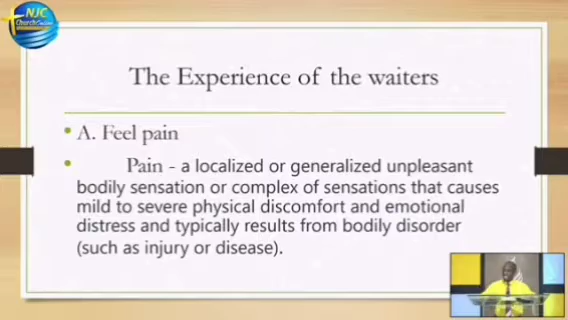 NJC
ChurchOnline
The Experience of the waiters
• A. Feel pain
• Pain - a localized or generalized unpleasant
bodily sensation or complex of sensations that causes
mild to severe physical discomfort and emotional
distress and typically results from bodily disorder
(such as injury or disease).